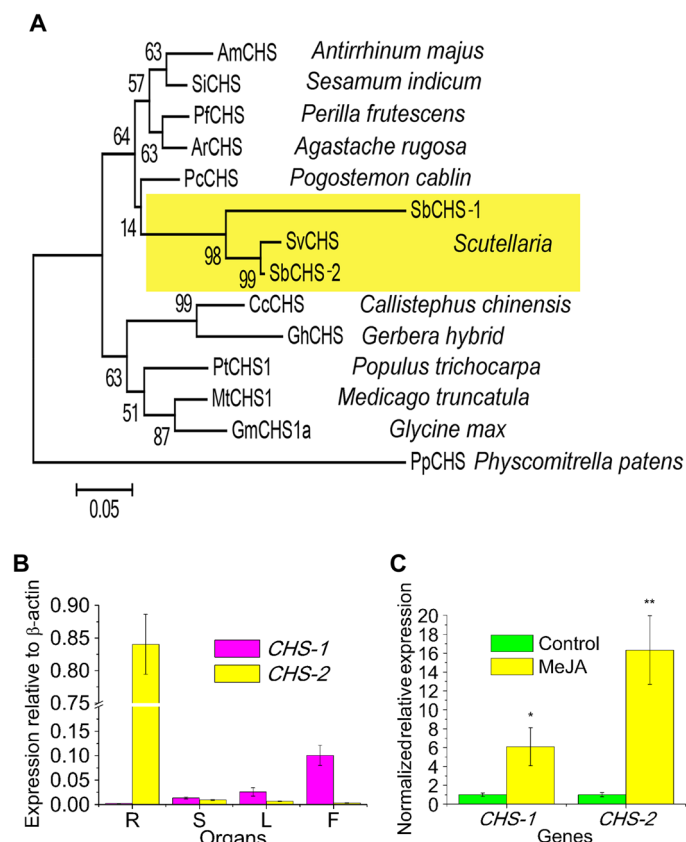 A
63 AmCHS Antirrhinum majus
57 SiCHS Sesamum indicum
PfCHS Perilla frutescens
64 63 ArCHS Agastache rugosa
PcCHS Pogostemon cablin
14 SbCHS-1
98 SvCHS Scutellaria
99 SbCHS-2
99 CcCHS Callistephus chinensis
GhCHS Gerbera hybrid
63 PtCHS1 Populus trichocarpa
51 MtCHS1 Medicago truncatula
87 GmCHS1a Glycine max
PpCHS Physcomitrella patens
0.05
B
Expression relative to β-actin
0.90
0.85
0.80
0.75
0.15
0.10
0.05
0.00
CHS-1
CHS-2
R S L F
Organs
C
Normalized relative expression
20
18
16
14
12
10
8
6
4
2
0
Control
MeJA
*
**
CHS-1 CHS-2
Genes